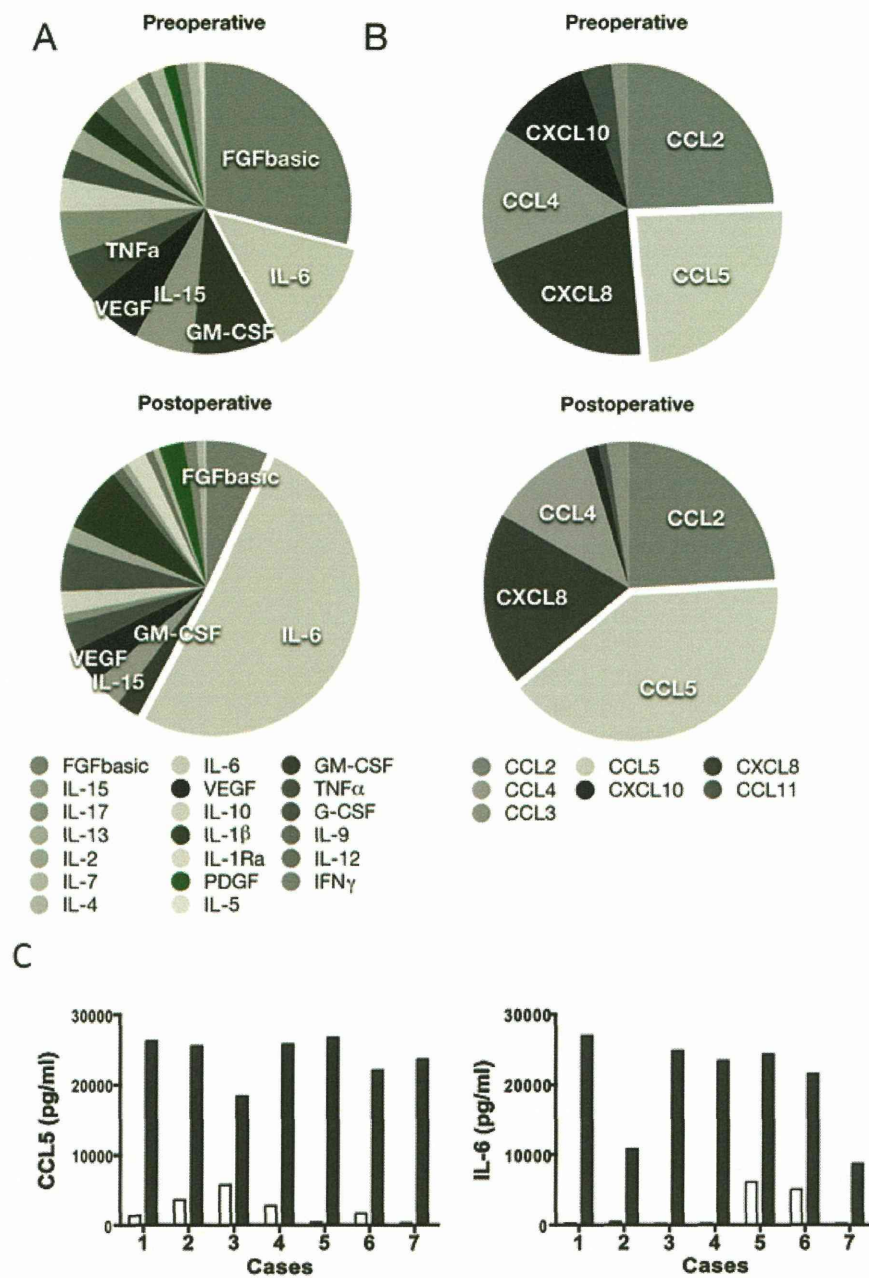 A
Preoperative
FGFbasic
IL-6
GM-CSF
IL-15
VEGF
TNFa
Postoperative
FGFbasic
IL-6
GM-CSF
VEGF
IL-15
FGFbasic
IL-15
IL-17
IL-13
IL-2
IL-7
IL-4
IL-6
VEGF
IL-10
IL-1β
IL-1Ra
PDGF
IL-5
GM-CSF
TNFα
G-CSF
IL-9
IL-12
IFNγ
B
Preoperative
CXCL10
CCL2
CCL4
CCL5
CXCL8
Postoperative
CCL4
CCL2
CXCL8
CCL5
CCL2
CCL4
CCL3
CCL5
CXCL10
CXCL8
CCL11
C
CCL5 (pg/ml)
30000
20000
10000
0
1 2 3 4 5 6 7
Cases
IL-6 (pg/ml)
30000
20000
10000
0
1 2 3 4 5 6 7
Cases